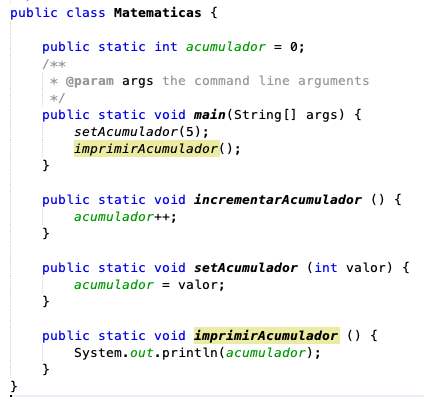 public class Matematicas {
public static int acumulador = 0;
/**
* @param args the command line arguments
*/
public static void main(String[] args) {
setAcumulador(5);
imprimirAcumulador();
}
public static void incrementarAcumulador () {
acumulador++;
}
public static void setAcumulador (int valor) {
acumulador = valor;
}
public static void imprimirAcumulador () {
System.out.println(acumulador);
}
}